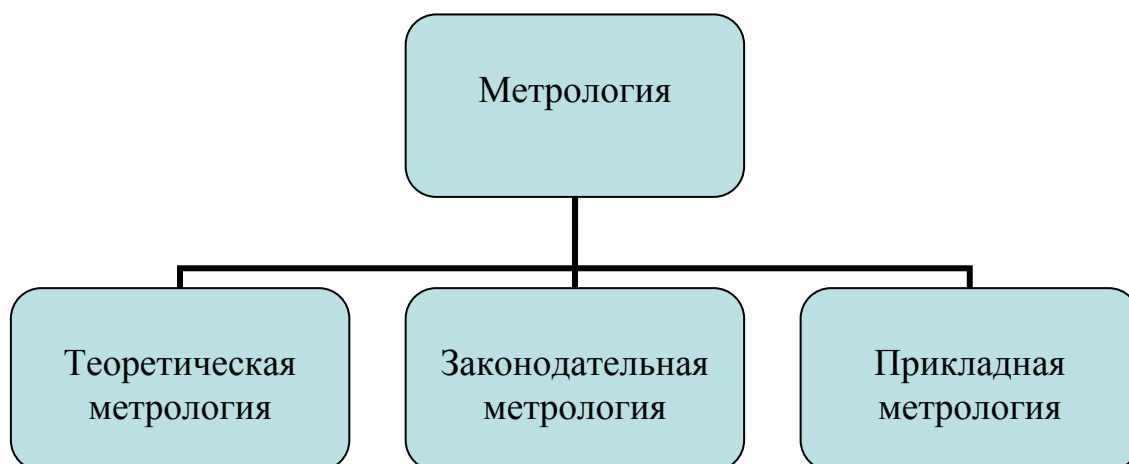 Метрология
Теоретическая
метрология
Законодательная
метрология
Прикладная
метрология